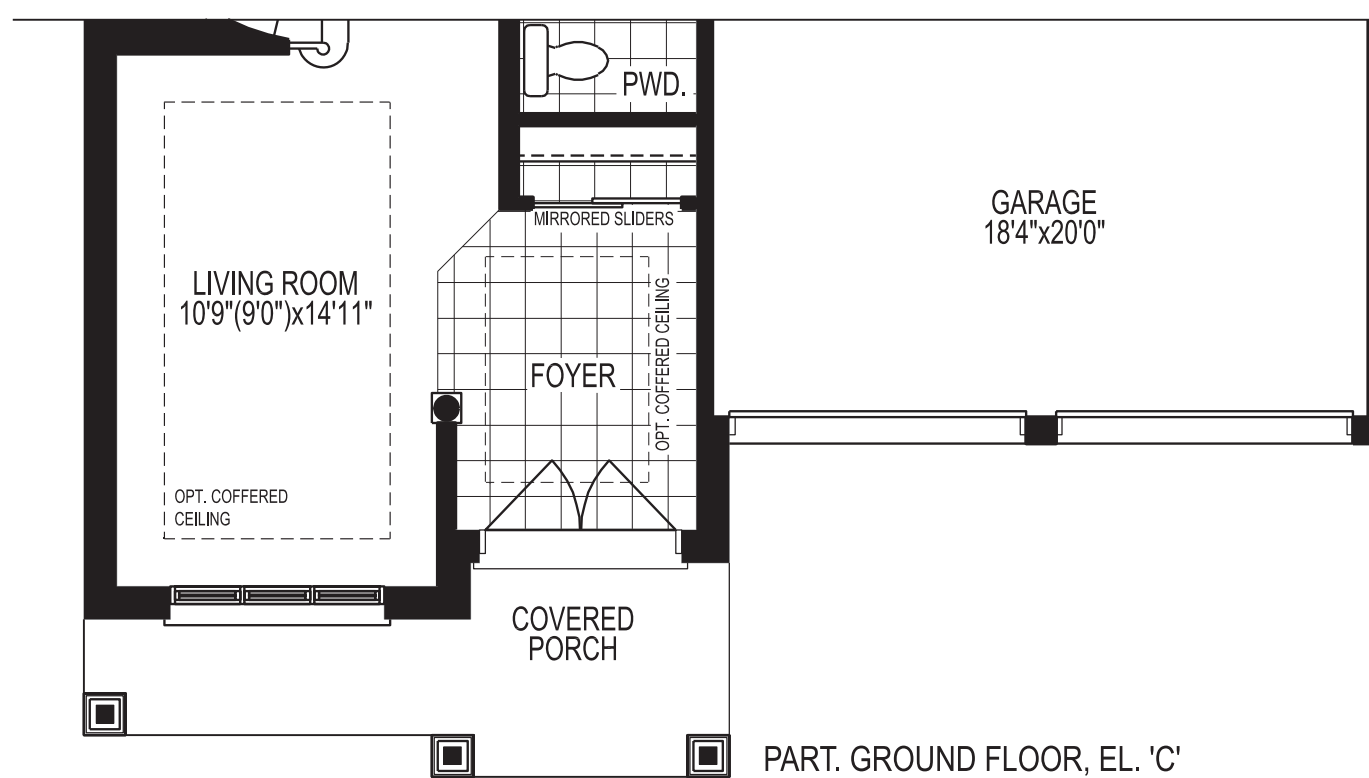 PWD.
MIRRORED SLIDERS
GARAGE
18'4"x20'0"
LIVING ROOM
10'9"(9'0")x14'11"
FOYER
OPT. COFFERED CEILING
OPT. COFFERED
CEILING
COVERED
PORCH
PART. GROUND FLOOR, EL. 'C'